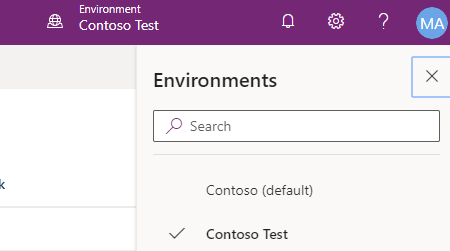 Environment
Contoso Test
MA
Environments
Search
Contoso (default)
Contoso Test